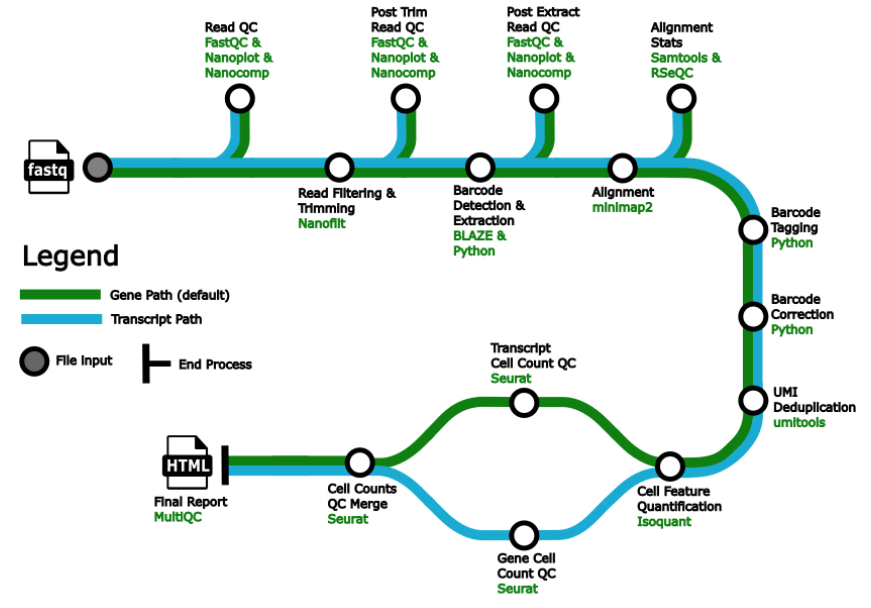 Read QC
FastQC &
Nanoplot &
Nanocomp
Post Trim
Read QC
FastQC &
Nanoplot &
Nanocomp
Post Extract
Read QC
FastQC &
Nanoplot &
Nanocomp
Alignment
Stats
Samtools &
RSeQC
fastq
Read Filtering &
Trimming
Nanofilt
Barcode
Detection &
Extraction
BLAZE &
Python
Alignment
minimap2
Barcode
Tagging
Python
Legend
Gene Path (default)
Transcript Path
File Input
End Process
Barcode
Correction
Python
Transcript
Cell Count QC
Seurat
UMI
Deduplication
umitools
HTML
Final Report
MultiQC
Cell Counts
QC Merge
Seurat
Cell Feature
Quantification
Isoquant
Gene Cell
Count QC
Seurat